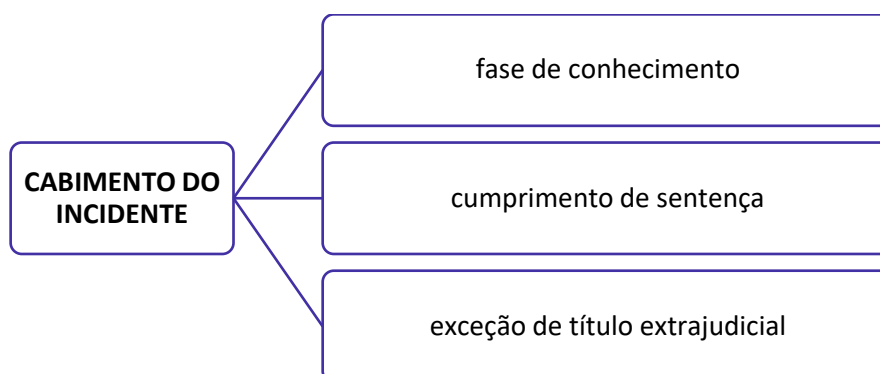 fase de conhecimento
CABIMENTO DO
INCIDENTE
cumprimento de sentença
exceção de título extrajudicial